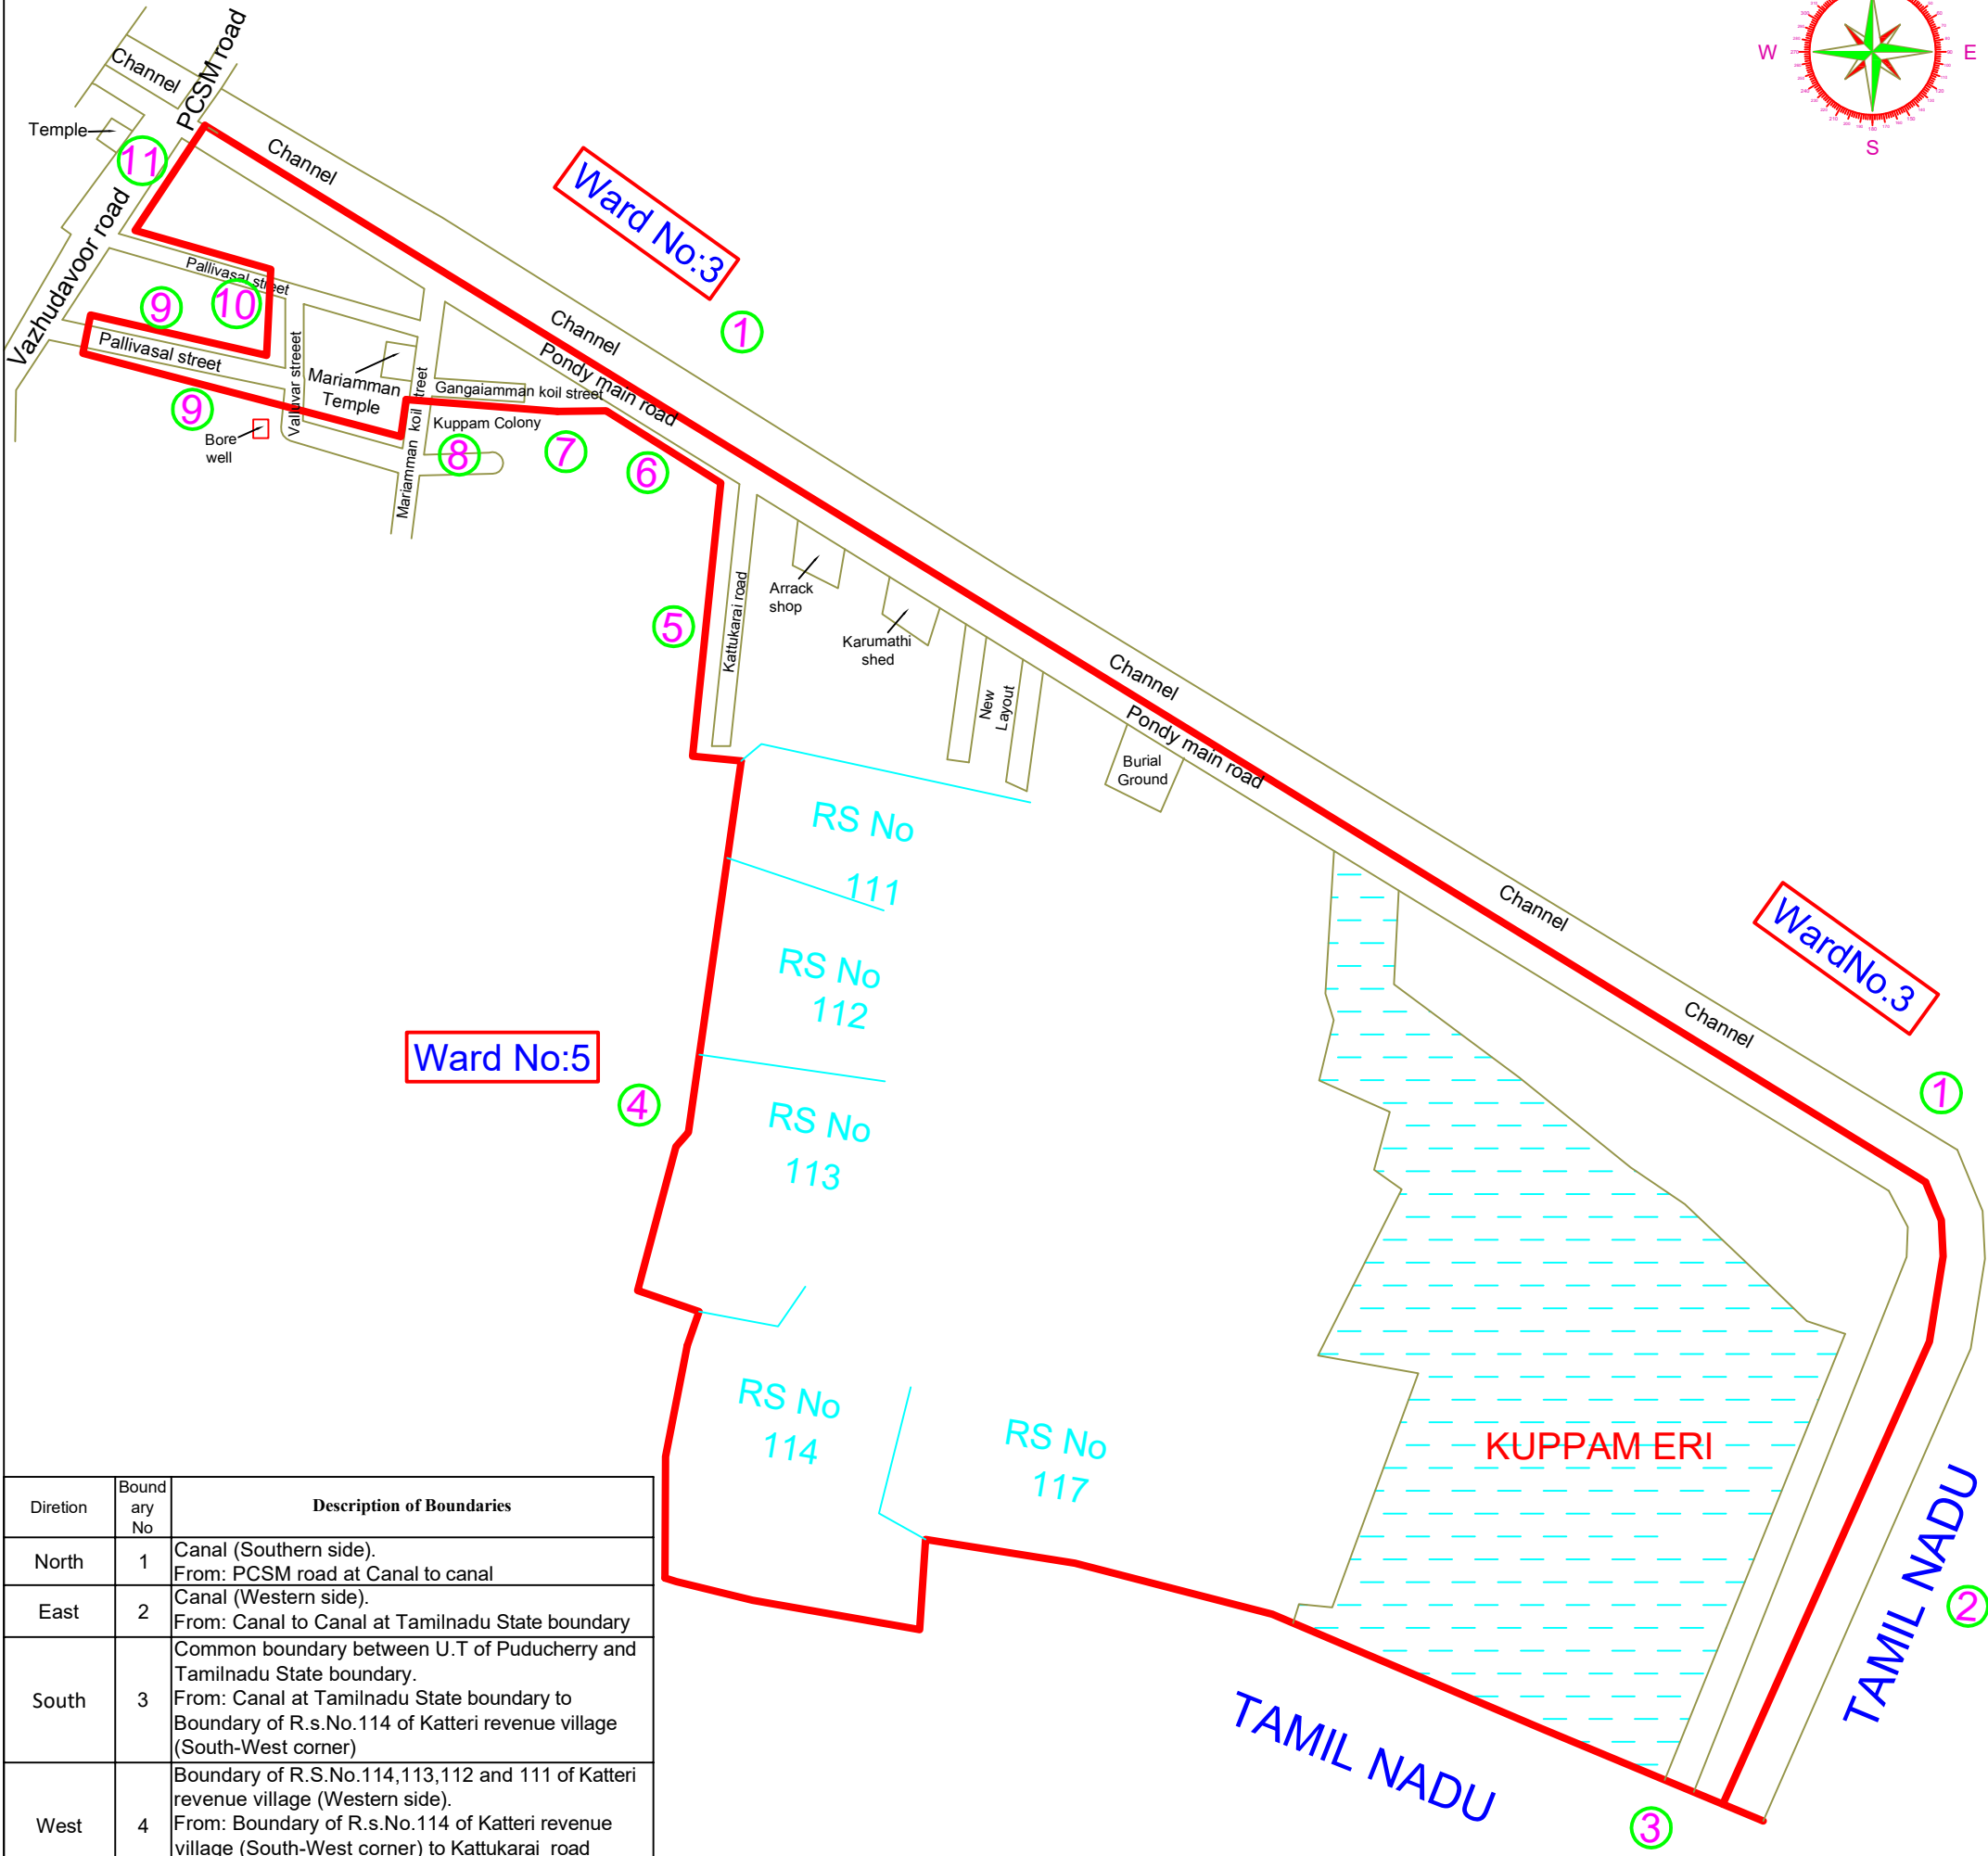 PCSM road
Channel
Temple
11
Channel
Ward No:3
1
W
E
S
Vazhudavoor road
Pallivasal street
9
10
Pallivasal street
9
Bore
well
Valluvar streeet
Mariamman
Temple
Mariamman koil street
Gangaiamman koil street
Kuppam Colony
8
7
6
Channel
Pondy main road
5
Kattukarai road
Arrack
shop
Karumathi
shed
New
Layout
Channel
Pondy main road
Burial
Ground
RS No
111
RS No
112
Ward No:5
4
RS No
113
Channel
WardNo.3
Channel
1
RS No
114
RS No
117
KUPPAM ERI
TAMIL NADU
2
TAMIL NADU
3
Diretion
Bound
ary
No
Description of Boundaries
North
1
Canal (Southern side).
From: PCSM road at Canal to canal
East
2
Canal (Western side).
From: Canal to Canal at Tamilnadu State boundary
South
3
Common boundary between U.T of Puducherry and
Tamilnadu State boundary.
From: Canal at Tamilnadu State boundary to
Boundary of R.s.No.114 of Katteri revenue village
(South-West corner)
West
4
Boundary of R.S.No.114,113,112 and 111 of Katteri
revenue village (Western side).
From: Boundary of R.s.No.114 of Katteri revenue
village (South-West corner) to Kattukarai road